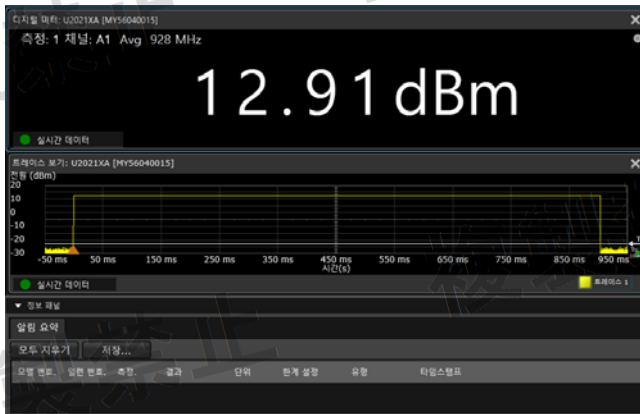 디지털 미터: U2021XA [MY56040015]
측정: 1 채널: A1 Avg 928 MHz
12.91 dBm
실시간 데이터
트레이스 보기: U2021XA [MY56040015]
전원 (dBm)
20
10
0
-10
-20
-30
-50 ms 50 ms 150 ms 250 ms 350 ms 450 ms 550 ms 650 ms 750 ms 850 ms 950 ms
시간(s)
실시간 데이터
트레이스 1
정보 패널
알림 요약
모두 지우기 저장...
모델 번호. 일련 번호. 측정. 결과 단위 한계 설정 유형 타임스탬프
禁止